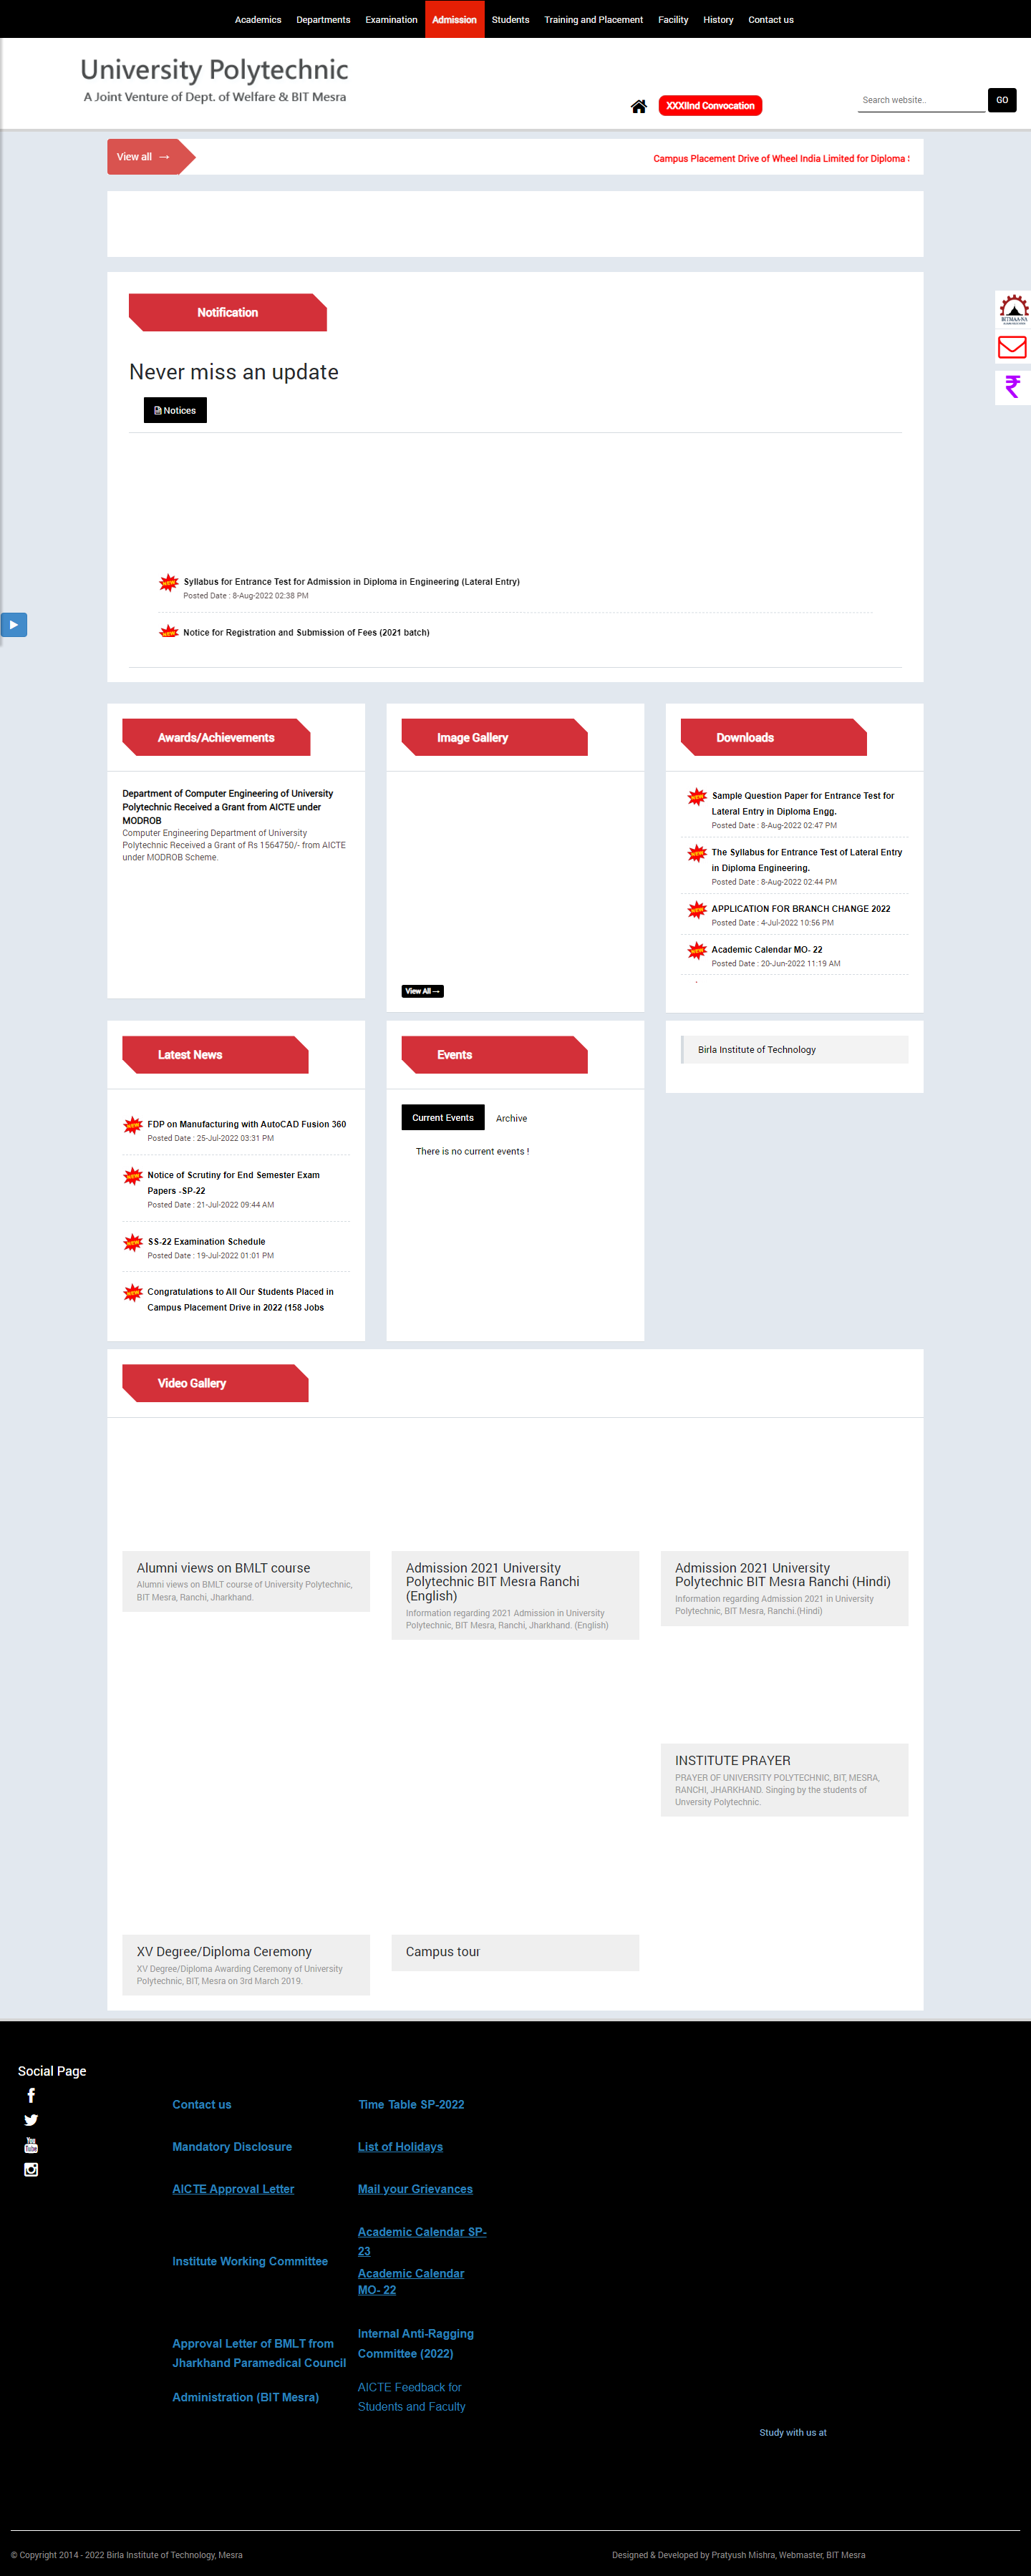 Academics Departments Examination Admission Students Training and Placement Facility History Contact us
University Polytechnic
A Joint Venture of Dept. of Welfare & BIT Mesra
XXXIInd Convocation
Search website..
GO
View all →
Campus Placement Drive of Wheel India Limited for Diploma
BITMAA-NA
Notification
Never miss an update
Notices
NEW Syllabus for Entrance Test for Admission in Diploma in Engineering (Lateral Entry)
Posted Date : 8-Aug-2022 02:38 PM
NEW Notice for Registration and Submission of Fees (2021 batch)
Awards/Achievements
Department of Computer Engineering of University
Polytechnic Received a Grant from AICTE under
MODROB
Computer Engineering Department of University
Polytechnic Received a Grant of Rs 1564750/- from AICTE
under MODROB Scheme.
Image Gallery
View All →
Downloads
NEW Sample Question Paper for Entrance Test for
Lateral Entry in Diploma Engg.
Posted Date : 8-Aug-2022 02:47 PM
NEW The Syllabus for Entrance Test of Lateral Entry
in Diploma Engineering.
Posted Date : 8-Aug-2022 02:44 PM
NEW APPLICATION FOR BRANCH CHANGE 2022
Posted Date : 4-Jul-2022 10:56 PM
NEW Academic Calendar MO- 22
Posted Date : 20-Jun-2022 11:19 AM
Latest News
NEW FDP on Manufacturing with AutoCAD Fusion 360
Posted Date : 25-Jul-2022 03:31 PM
NEW Notice of Scrutiny for End Semester Exam
Papers -SP-22
Posted Date : 21-Jul-2022 09:44 AM
NEW SS-22 Examination Schedule
Posted Date : 19-Jul-2022 01:01 PM
NEW Congratulations to All Our Students Placed in
Campus Placement Drive in 2022 (158 Jobs
Events
Current Events Archive
There is no current events !
Birla Institute of Technology
Video Gallery
Alumni views on BMLT course
Alumni views on BMLT course of University Polytechnic,
BIT Mesra, Ranchi, Jharkhand.
Admission 2021 University
Polytechnic BIT Mesra Ranchi
(English)
Information regarding 2021 Admission in University
Polytechnic, BIT Mesra, Ranchi, Jharkhand. (English)
Admission 2021 University
Polytechnic BIT Mesra Ranchi (Hindi)
Information regarding Admission 2021 in University
Polytechnic, BIT Mesra, Ranchi.(Hindi)
INSTITUTE PRAYER
PRAYER OF UNIVERSITY POLYTECHNIC, BIT, MESRA,
RANCHI, JHARKHAND. Singing by the students of
Unversity Polytechnic.
XV Degree/Diploma Ceremony
XV Degree/Diploma Awarding Ceremony of University
Polytechnic, BIT, Mesra on 3rd March 2019.
Campus tour
Social Page
You
Tube
Contact us
Mandatory Disclosure
AICTE Approval Letter
Institute Working Committee
Approval Letter of BMLT from
Jharkhand Paramedical Council
Administration (BIT Mesra)
Time Table SP-2022
List of Holidays
Mail your Grievances
Academic Calendar SP-
23
Academic Calendar
MO- 22
Internal Anti-Ragging
Committee (2022)
AICTE Feedback for
Students and Faculty
Study with us at
© Copyright 2014 - 2022 Birla Institute of Technology, Mesra
Designed & Developed by Pratyush Mishra, Webmaster, BIT Mesra